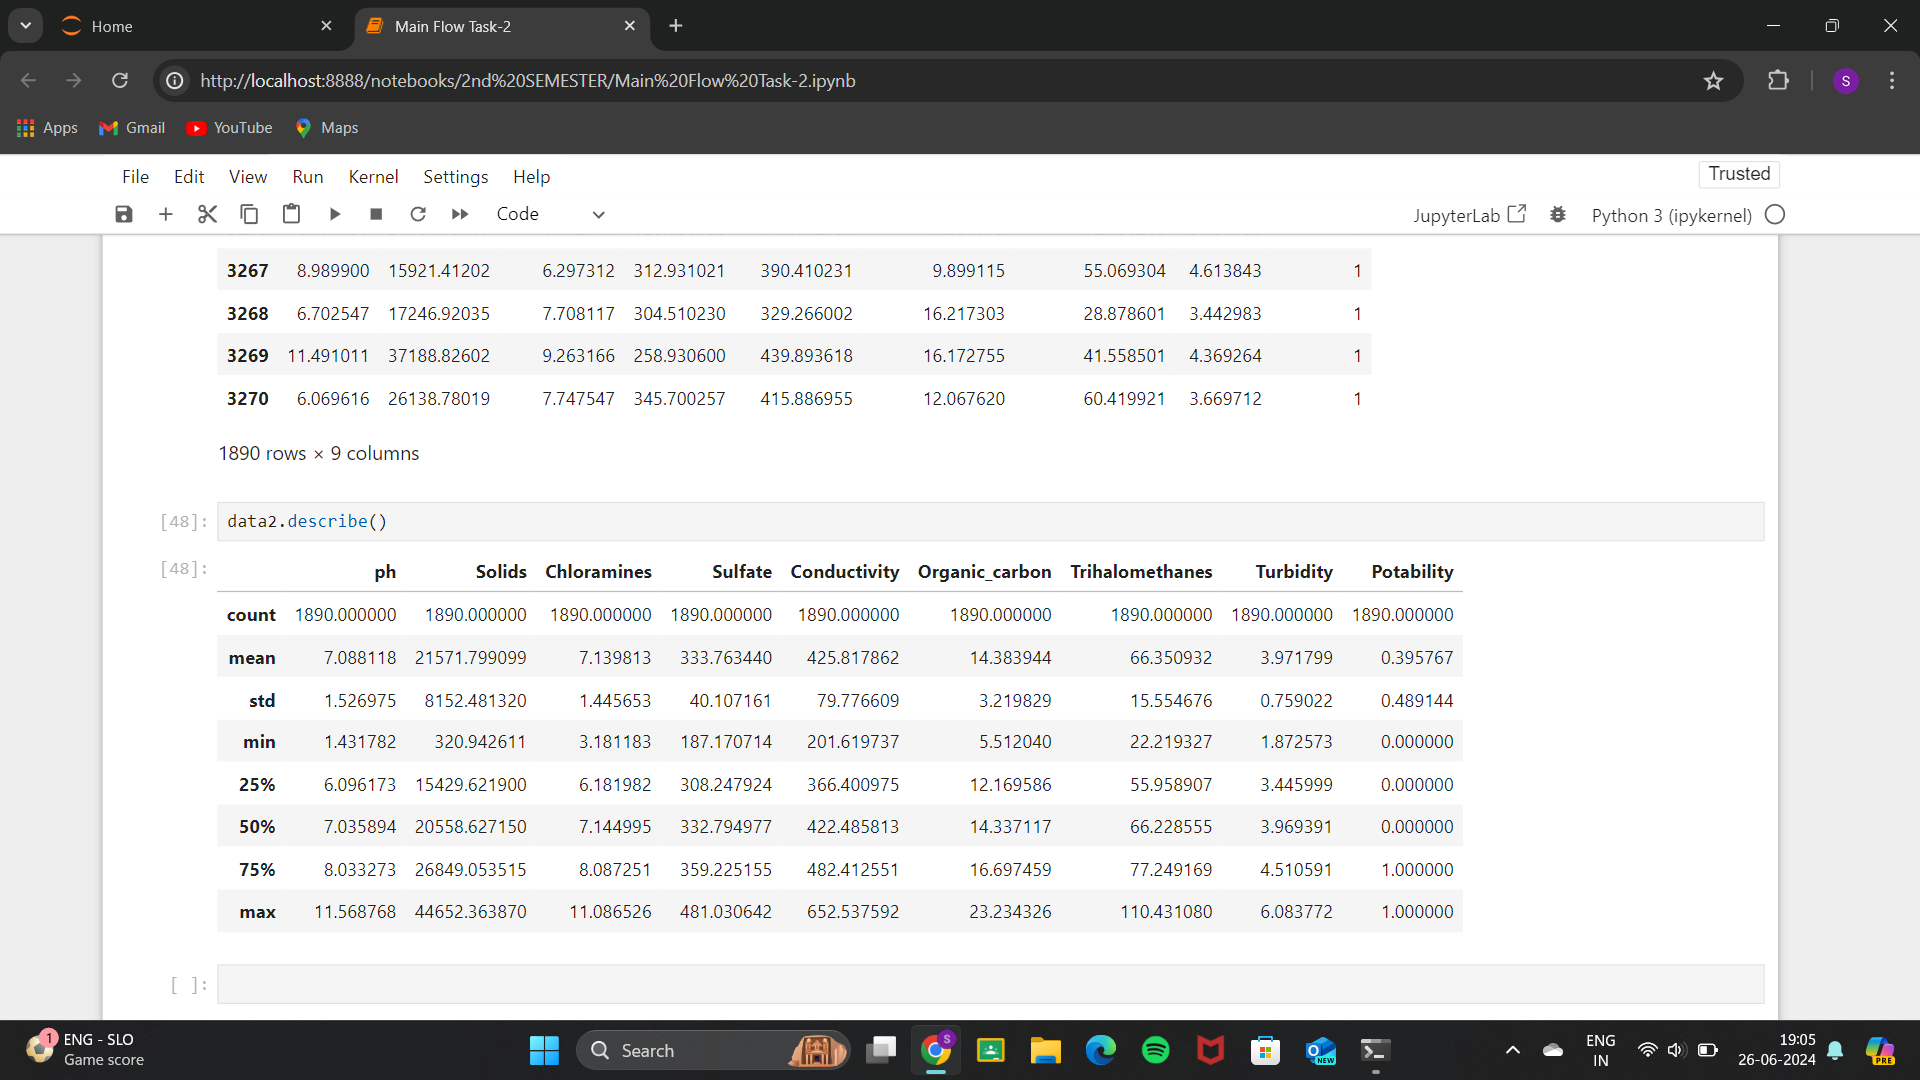 Home
Main Flow Task-2
http://localhost:8888/notebooks/2nd%20SEMESTER/Main%20Flow%20Task-2.ipynb
S
Apps Gmail YouTube Maps
File Edit View Run Kernel Settings Help
Trusted
Code
JupyterLab
Python 3 (ipykernel)
3267 8.989900 15921.41202 6.297312 312.931021 390.410231 9.899115 55.069304 4.613843 1
3268 6.702547 17246.92035 7.708117 304.510230 329.266002 16.217303 28.878601 3.442983 1
3269 11.491011 37188.82602 9.263166 258.930600 439.893618 16.172755 41.558501 4.369264 1
3270 6.069616 26138.78019 7.747547 345.700257 415.886955 12.067620 60.419921 3.669712 1
1890 rows × 9 columns
[48]: data2.describe()
[48]:
ph Solids Chloramines Sulfate Conductivity Organic_carbon Trihalomethanes Turbidity Potability
count 1890.000000 1890.000000 1890.000000 1890.000000 1890.000000 1890.000000 1890.000000 1890.000000 1890.000000
mean 7.088118 21571.799099 7.139813 333.763440 425.817862 14.383944 66.350932 3.971799 0.395767
std 1.526975 8152.481320 1.445653 40.107161 79.776609 3.219829 15.554676 0.759022 0.489144
min 1.431782 320.942611 3.181183 187.170714 201.619737 5.512040 22.219327 1.872573 0.000000
25% 6.096173 15429.621900 6.181982 308.247924 366.400975 12.169586 55.958907 3.445999 0.000000
50% 7.035894 20558.627150 7.144995 332.794977 422.485813 14.337117 66.228555 3.969391 0.000000
75% 8.033273 26849.053515 8.087251 359.225155 482.412551 16.697459 77.249169 4.510591 1.000000
max 11.568768 44652.363870 11.086526 481.030642 652.537592 23.234326 110.431080 6.083772 1.000000
[ ]:
1
ENG - SLO
Game score
Search
S
NEW
ENG
IN
19:05
26-06-2024
PRE